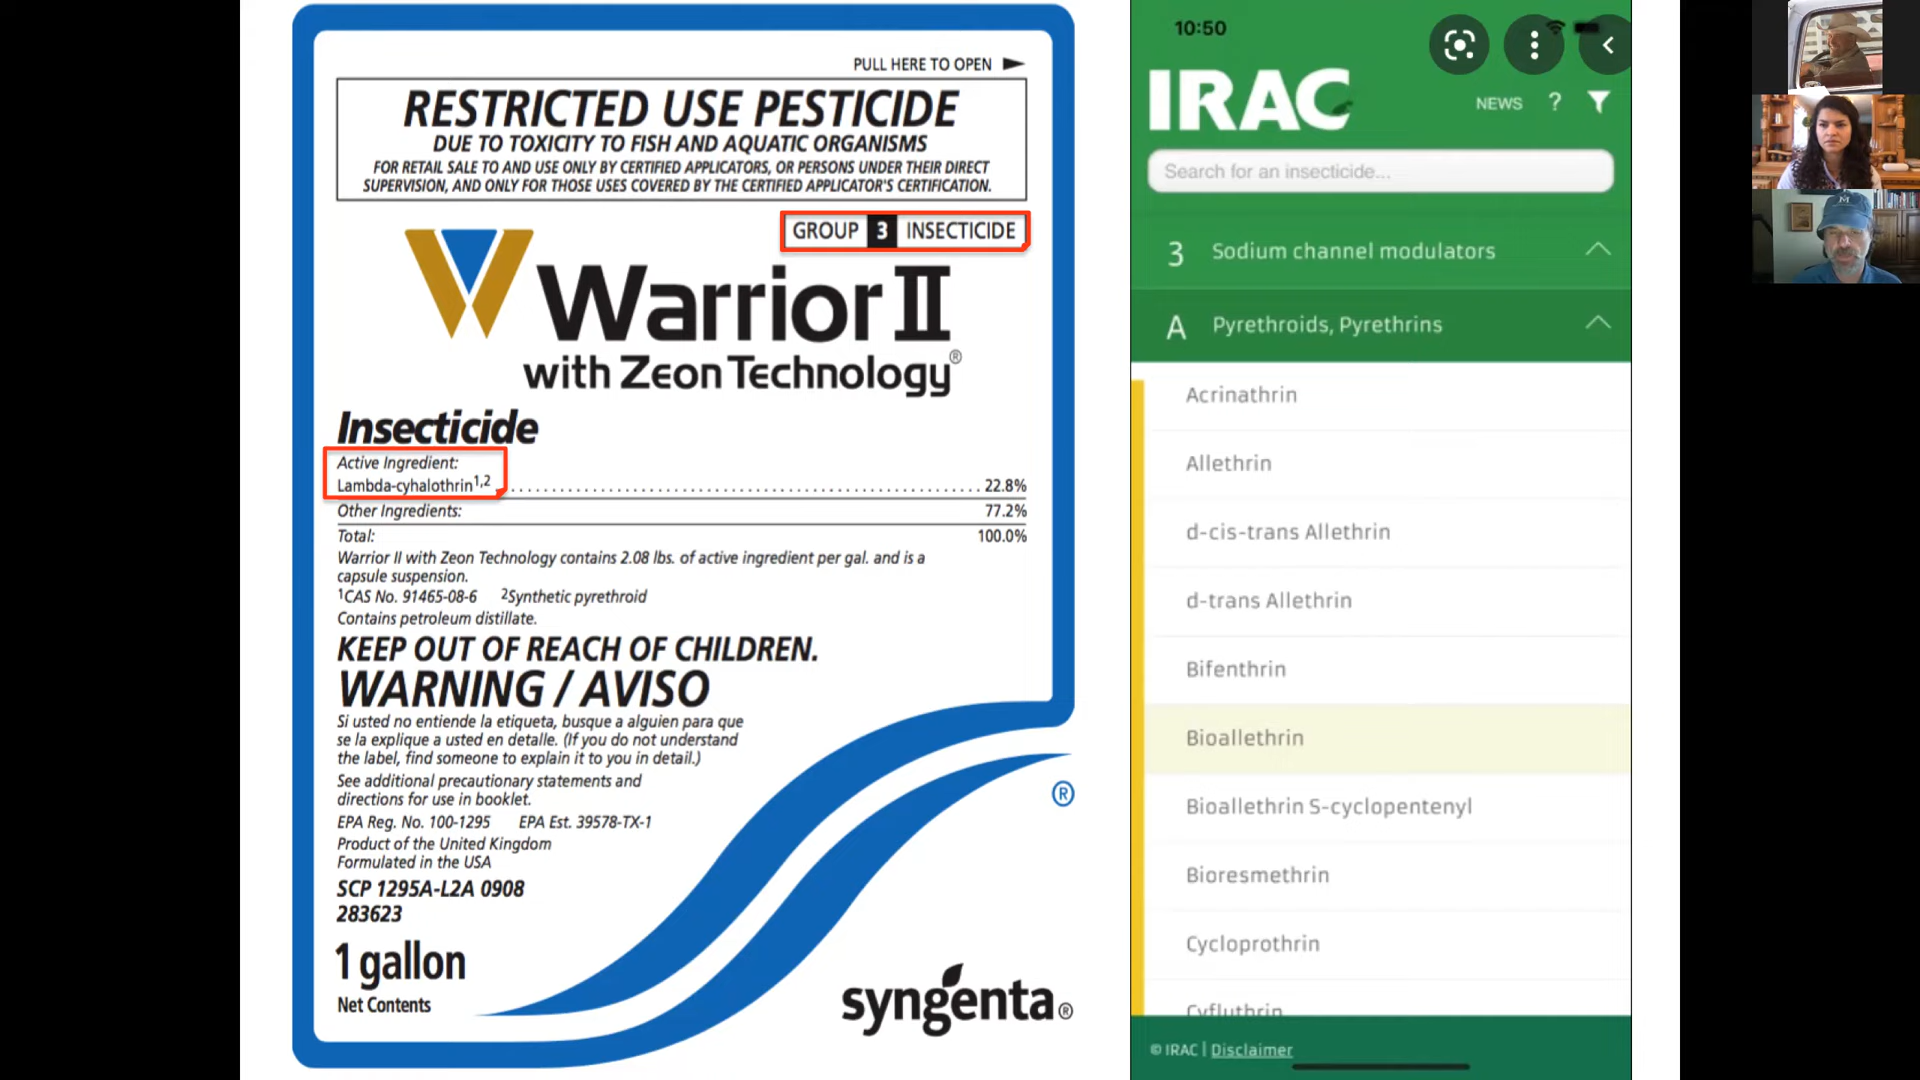 PULL HERE TO OPEN
RESTRICTED USE PESTICIDE
DUE TO TOXICITY TO FISH AND AQUATIC ORGANISMS
FOR RETAIL SALE TO AND USE ONLY BY CERTIFIED APPLICATORS, OR PERSONS UNDER THEIR DIRECT
SUPERVISION, AND ONLY FOR THOSE USES COVERED BY THE CERTIFIED APPLICATOR'S CERTIFICATION.
GROUP 3 INSECTICIDE
Warrior II
with Zeon Technology®
Insecticide
Active Ingredient:
Lambda-cyhalothrin1,2 .......... 22.8%
Other Ingredients: 77.2%
Total: 100.0%
Warrior II with Zeon Technology contains 2.08 lbs. of active ingredient per gal. and is a
capsule suspension.
1CAS No. 91465-08-6 2Synthetic pyrethroid
Contains petroleum distillate.
KEEP OUT OF REACH OF CHILDREN.
WARNING / AVISO
Si usted no entiende la etiqueta, busque a alguien para que
se la explique a usted en detalle. (If you do not understand
the label, find someone to explain it to you in detail.)
See additional precautionary statements and
directions for use in booklet.
EPA Reg. No. 100-1295 EPA Est. 39578-TX-1
Product of the United Kingdom
Formulated in the USA
SCP 1295A-L2A 0908
283623
1 gallon
Net Contents
®
syngenta®
10:50
IRAC
NEWS ?
Search for an insecticide...
3 Sodium channel modulators
A Pyrethroids, Pyrethrins
Acrinathrin
Allethrin
d-cis-trans Allethrin
d-trans Allethrin
Bifenthrin
Bioallethrin
Bioallethrin S-cyclopentenyl
Bioresmethrin
Cycloprothrin
Cyfluthrin
© IRAC | Disclaimer